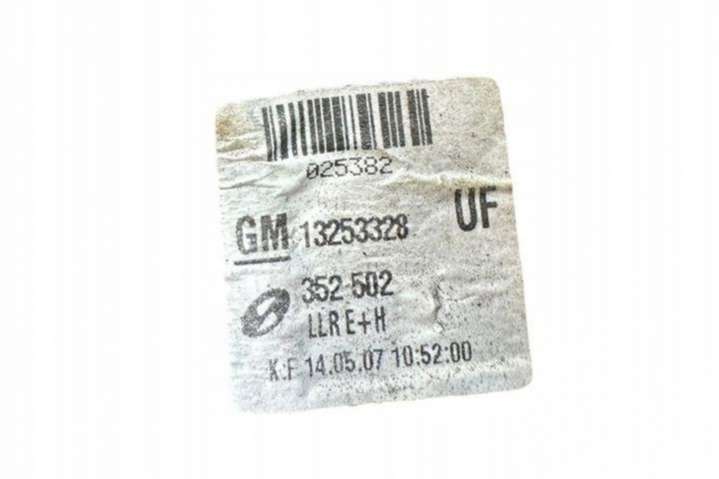 025382
UF
GM 13253328
352 502
LLR E+H
K:F 14.05.07 10:52:00